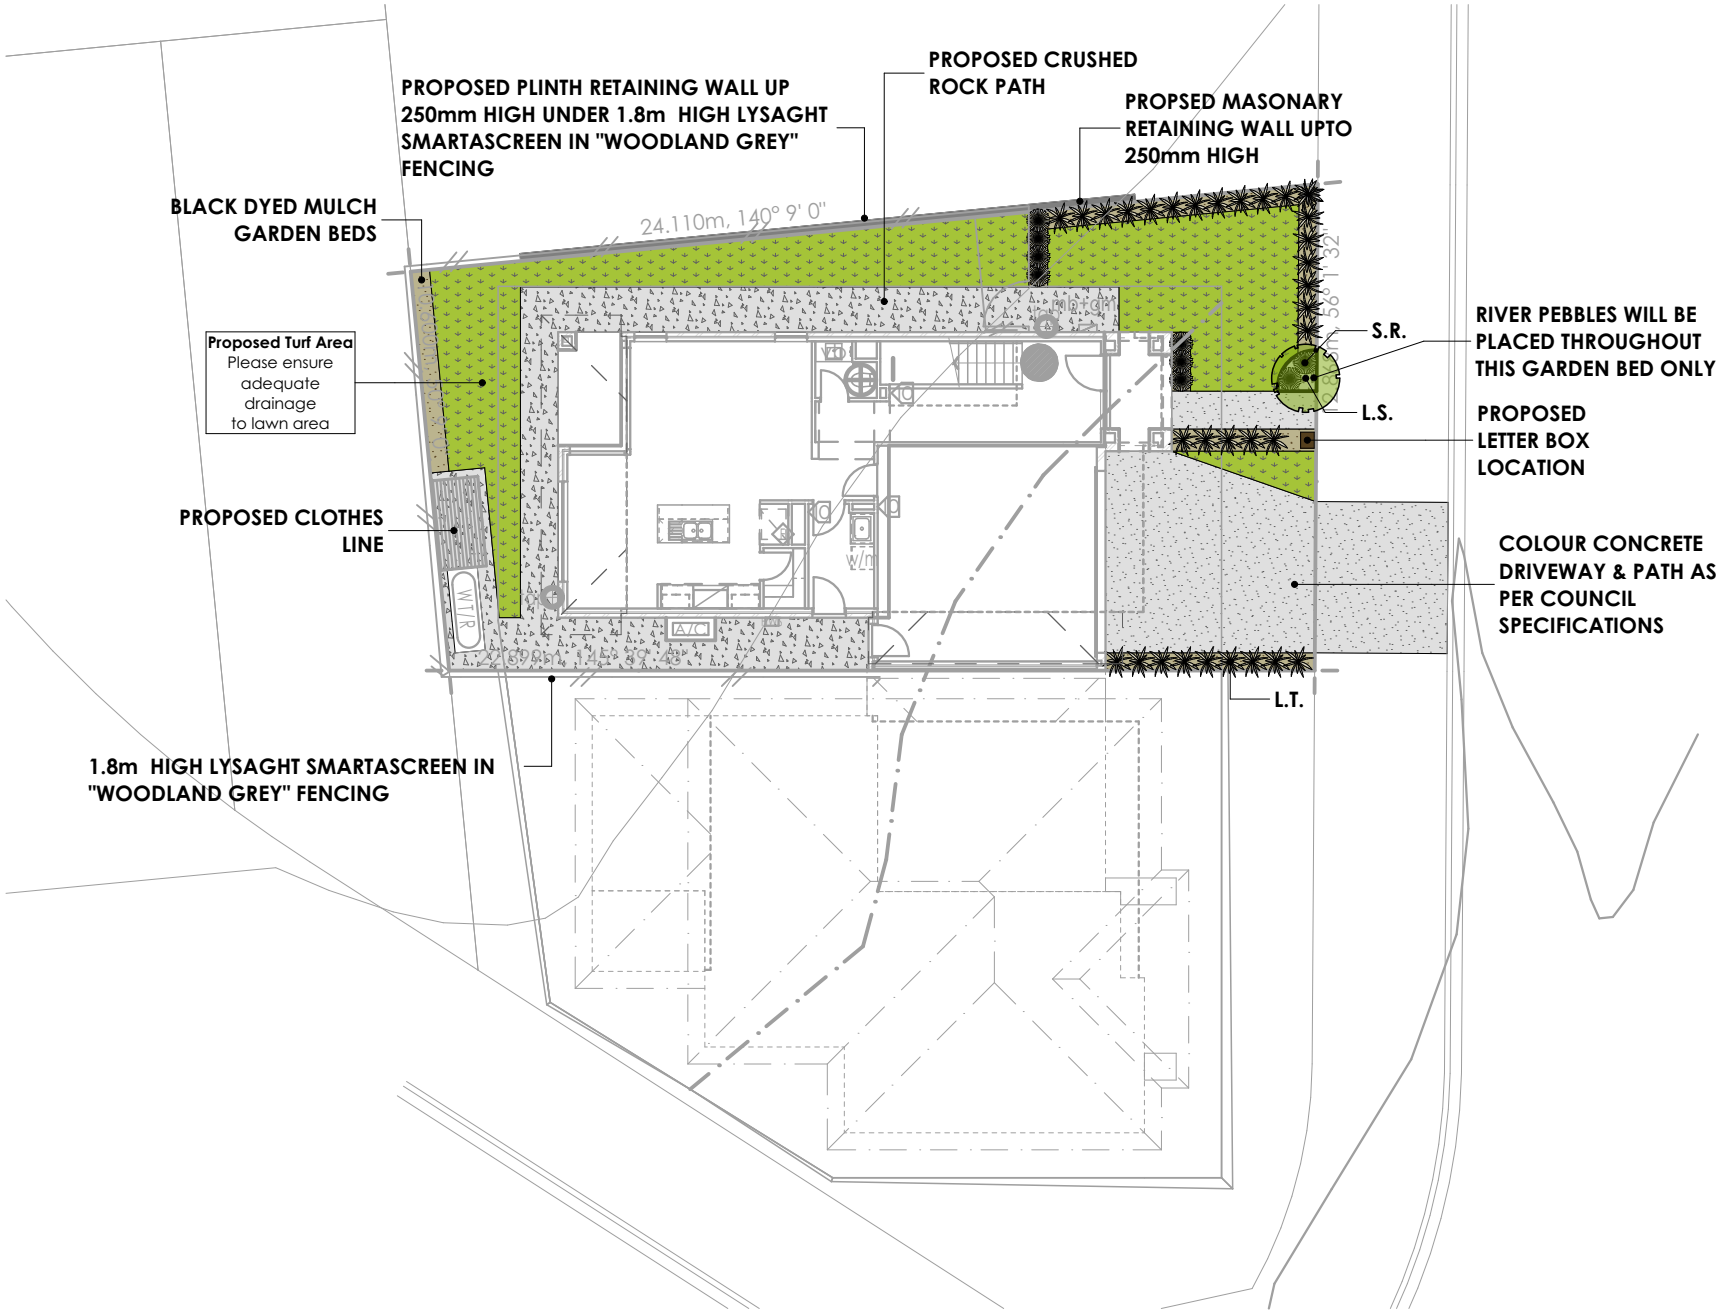 PROPOSED CRUSHED
ROCK PATH
PROPOSED PLINTH RETAINING WALL UP
250mm HIGH UNDER 1.8m HIGH LYSAGHT
SMARTASCREEN IN "WOODLAND GREY"
FENCING
PROPSED MASONARY
RETAINING WALL UPTO
250mm HIGH
BLACK DYED MULCH
GARDEN BEDS
24.110m, 140° 9' 0"
mb+gm
RIVER PEBBLES WILL BE
PLACED THROUGHOUT
THIS GARDEN BED ONLY
S.R.
Proposed Turf Area
Please ensure
adequate
drainage
to lawn area
L.S.
PROPOSED
LETTER BOX
LOCATION
PROPOSED CLOTHES
LINE
w/m
COLOUR CONCRETE
DRIVEWAY & PATH AS
PER COUNCIL
SPECIFICATIONS
WT/R
A/C
L.T.
1.8m HIGH LYSAGHT SMARTASCREEN IN
"WOODLAND GREY" FENCING